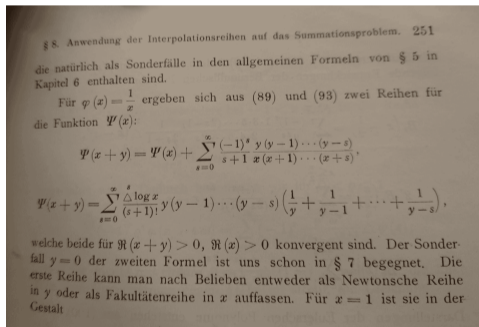 § 8. Anwendung der Interpolationsreihen auf das Summationsproblem. 251
die natürlich als Sonderfälle in den allgemeinen Formeln von § 5 in
Kapitel 6 enthalten sind.
Für φ(x) = 1/x ergeben sich aus (89) und (93) zwei Reihen für
die Funktion Ψ(x):
Ψ(x + y) = Ψ(x) + ∑_{s=0}^{∞} (-1)^s/(s+1) y(y-1)···(y-s)/(x(x+1)···(x+s)),
Ψ(x + y) = ∑_{s=0}^{∞} (△^s log x)/(s+1)! y(y-1)···(y-s) (1/y + 1/(y-1) + ··· + 1/(y-s)),
welche beide für ℜ(x+y) > 0, ℜ(x) > 0 konvergent sind. Der Sonder-
fall y = 0 der zweiten Formel ist uns schon in § 7 begegnet. Die
erste Reihe kann man nach Belieben entweder als Newtonsche Reihe
in y oder als Fakultätenreihe in x auffassen. Für x = 1 ist sie in der
Gestalt